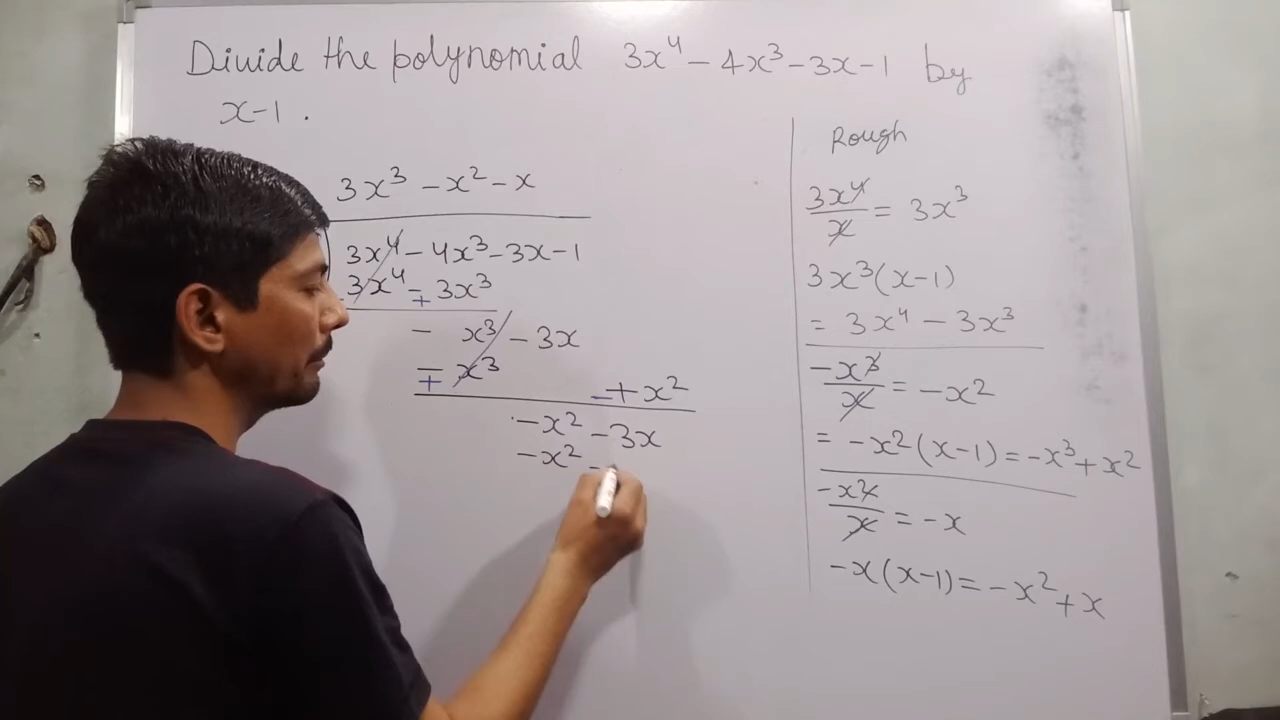 Divide the polynomial 3x⁴ - 4x³ - 3x - 1 by
x - 1 .
3x³ - x² - x
3x⁴ - 4x³ - 3x - 1
3x⁴ - 3x³
+
- x³ - 3x
- x³ + x²
+ -
- x² - 3x
- x² -
Rough
3x⁴/x = 3x³
3x³(x-1)
= 3x⁴ - 3x³
-x³/x = -x²
= -x²(x-1) = -x³ + x²
-x²/x = -x
-x(x-1) = -x² + x